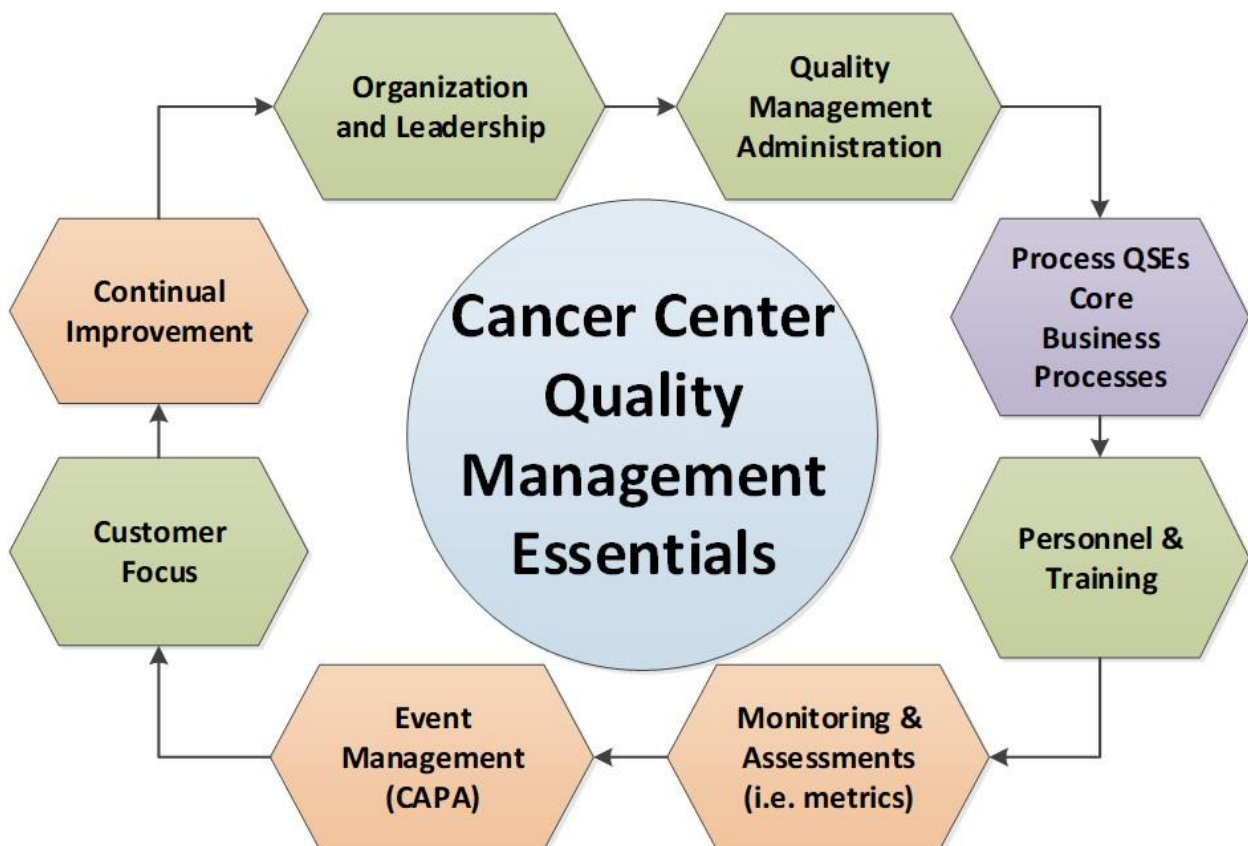 Organization
and Leadership
Quality
Management
Administration
Process QSEs
Core
Business
Processes
Personnel &
Training
Monitoring &
Assessments
(i.e. metrics)
Event
Management
(CAPA)
Customer
Focus
Continual
Improvement
Cancer Center
Quality
Management
Essentials